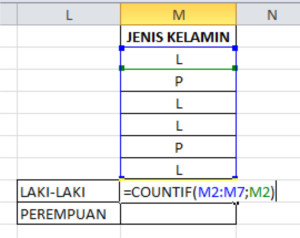 L M N
JENIS KELAMIN
L
P
L
L
P
L
LAKI-LAKI =COUNTIF(M2:M7;M2)
PEREMPUAN